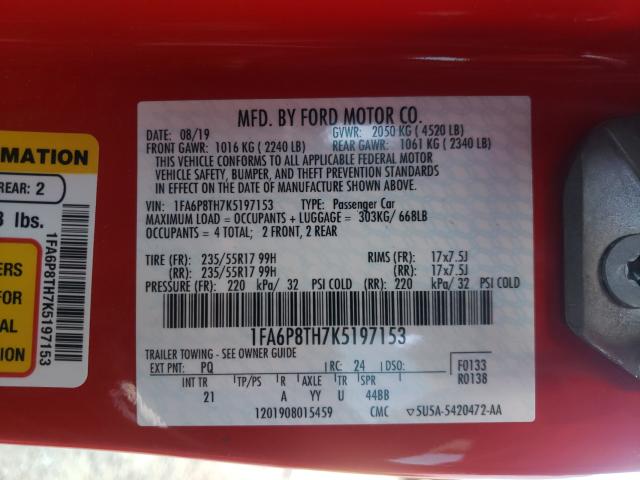 MFD. BY FORD MOTOR CO.
DATE: 08/19 GVWR: 2050 KG (4520 LB)
FRONT GAWR: 1016 KG (2240 LB) REAR GAWR: 1061 KG (2340 LB)
THIS VEHICLE CONFORMS TO ALL APPLICABLE FEDERAL MOTOR
VEHICLE SAFETY, BUMPER, AND THEFT PREVENTION STANDARDS
IN EFFECT ON THE DATE OF MANUFACTURE SHOWN ABOVE.
VIN: 1FA6P8TH7K5197153 TYPE: Passenger Car
MAXIMUM LOAD = OCCUPANTS + LUGGAGE = 303KG/ 668LB
OCCUPANTS = 4 TOTAL; 2 FRONT, 2 REAR
TIRE (FR): 235/55R17 99H RIMS (FR): 17x7.5J
(RR): 235/55R17 99H (RR): 17x7.5J
PRESSURE (FR): 220 kPa/ 32 PSI COLD (RR): 220 kPa/ 32 PSI COLD
1FA6P8TH7K5197153
TRAILER TOWING - SEE OWNER GUIDE
EXT PNT: PQ RC: 24 DSO: F0133
R0138
INT TR TP/PS R AXLE TR SPR
21 A YY U 44BB
1201908015459 CMC ▽5U5A-5420472-AA
RMATION
REAR: 2
lbs.
ERS
FOR
AL
S
1FA6P8TH7K5197153